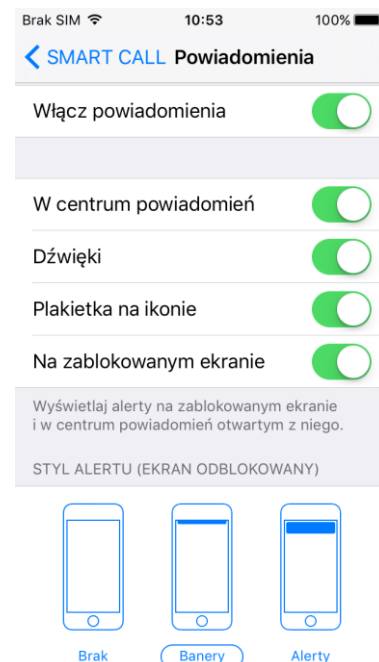 Brak SIM 10:53 100%
SMART CALL Powiadomienia
Włącz powiadomienia
W centrum powiadomień
Dźwięki
Plakietka na ikonie
Na zablokowanym ekranie
Wyświetlaj alerty na zablokowanym ekranie
i w centrum powiadomień otwartym z niego.
STYL ALERTU (EKRAN ODBLOKOWANY)
Brak Banery Alerty